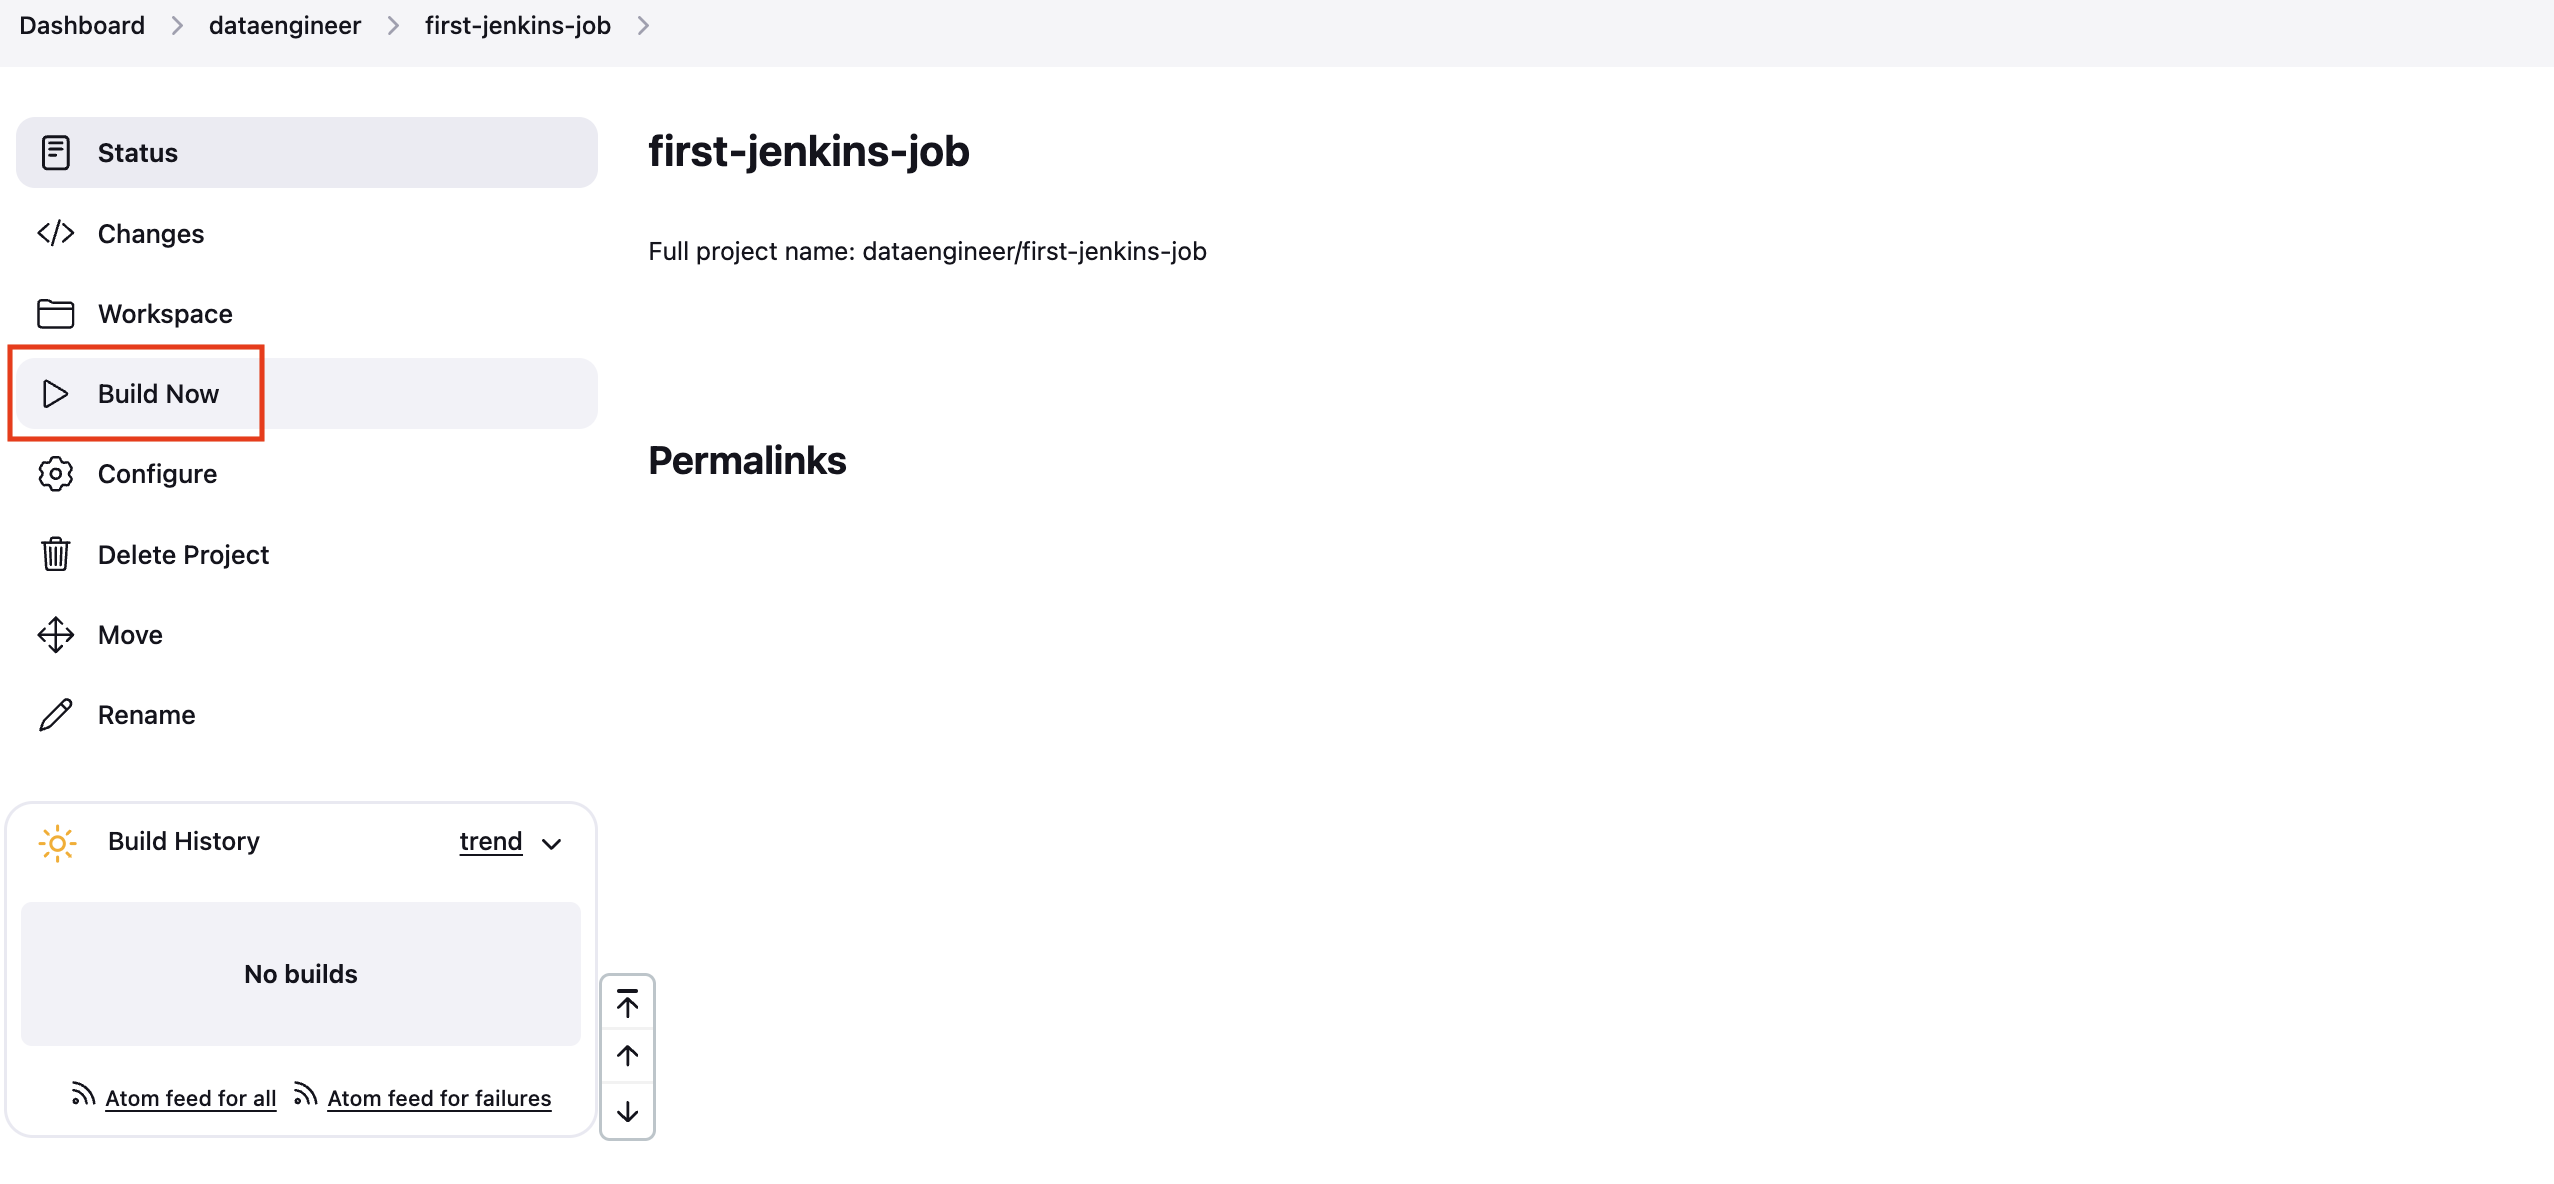 Dashboard dataengineer first-jenkins-job
Status
Changes
Workspace
Build Now
Configure
Delete Project
Move
Rename
first-jenkins-job
Full project name: dataengineer/first-jenkins-job
Permalinks
Build History trend
No builds
Atom feed for all Atom feed for failures